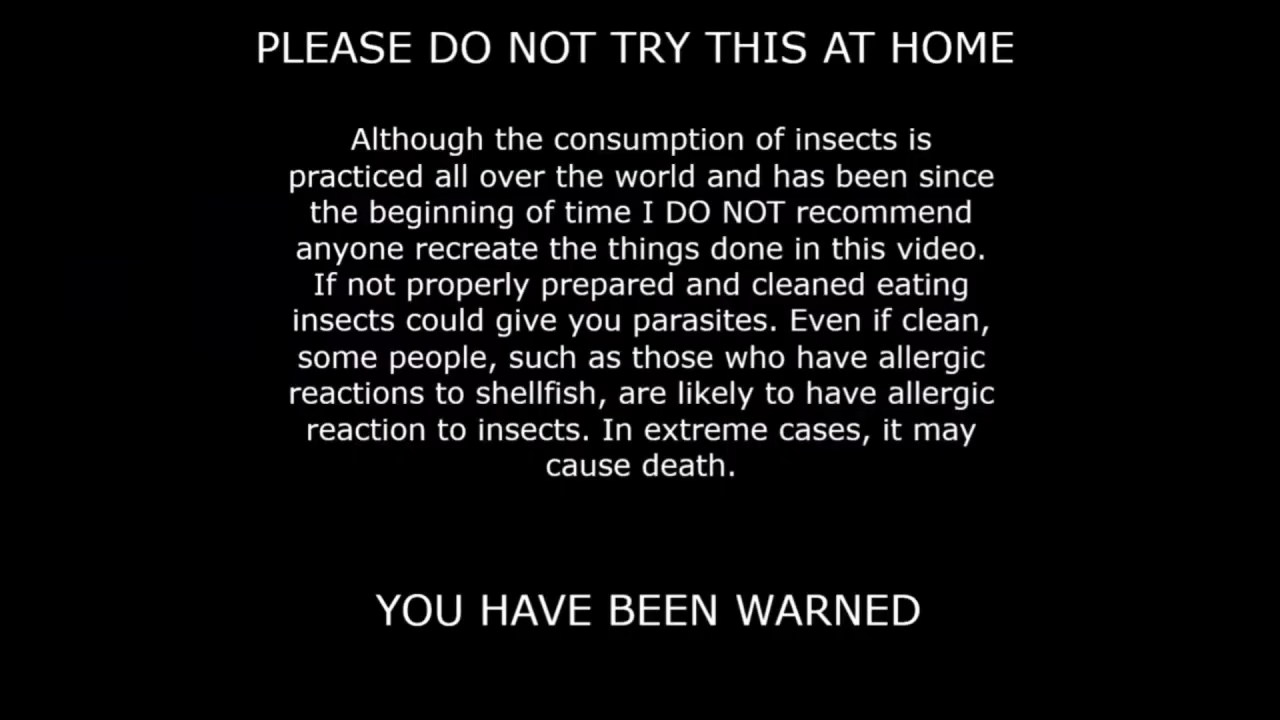 PLEASE DO NOT TRY THIS AT HOME
Although the consumption of insects is
practiced all over the world and has been since
the beginning of time I DO NOT recommend
anyone recreate the things done in this video.
If not properly prepared and cleaned eating
insects could give you parasites. Even if clean,
some people, such as those who have allergic
reactions to shellfish, are likely to have allergic
reaction to insects. In extreme cases, it may
cause death.
YOU HAVE BEEN WARNED